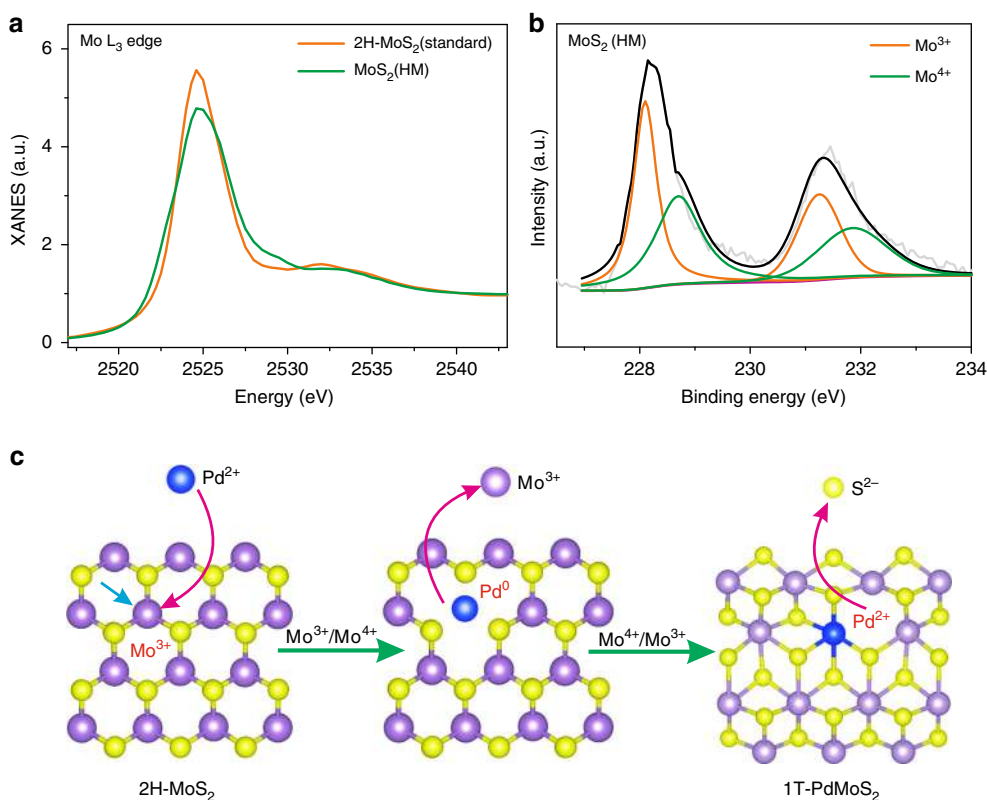 a
Mo L₃ edge
2H-MoS₂(standard)
MoS₂(HM)
XANES (a.u.)
6
4
2
0
2520 2525 2530 2535 2540
Energy (eV)
b
MoS₂ (HM)
Mo³⁺
Mo⁴⁺
Intensity (a.u.)
228 230 232 234
Binding energy (eV)
c
Pd²⁺
Mo³⁺
S²⁻
Mo³⁺
Pd⁰
Pd²⁺
Mo³⁺/Mo⁴⁺
Mo⁴⁺/Mo³⁺
2H-MoS₂
1T-PdMoS₂